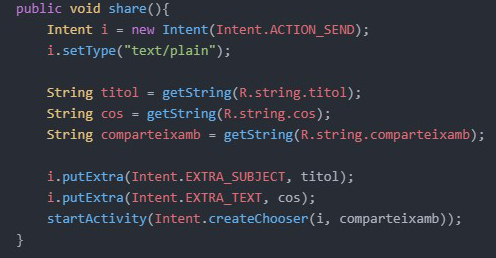 public void share(){
Intent i = new Intent(Intent.ACTION_SEND);
i.setType("text/plain");
String titol = getString(R.string.titol);
String cos = getString(R.string.cos);
String comparteixamb = getString(R.string.comparteixamb);
i.putExtra(Intent.EXTRA_SUBJECT, titol);
i.putExtra(Intent.EXTRA_TEXT, cos);
startActivity(Intent.createChooser(i, comparteixamb));
}